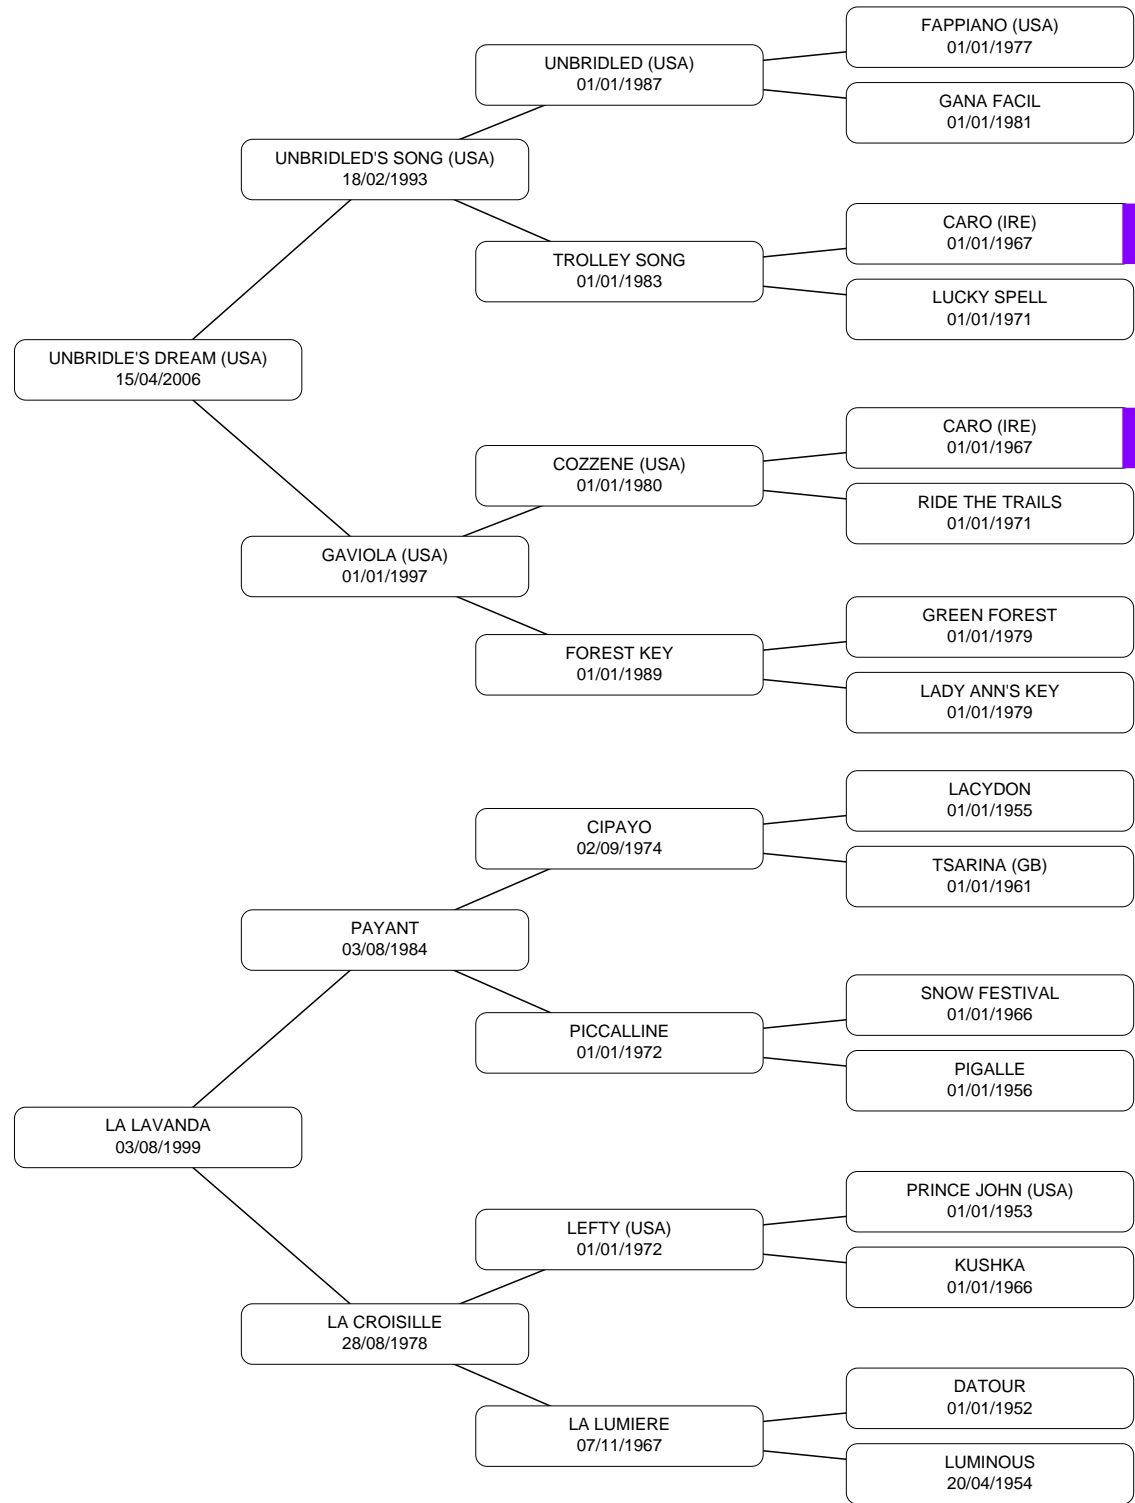 FAPPIANO (USA)
01/01/1977
UNBRIDLED (USA)
01/01/1987
GANA FACIL
01/01/1981
UNBRIDLED'S SONG (USA)
18/02/1993
CARO (IRE)
01/01/1967
TROLLEY SONG
01/01/1983
LUCKY SPELL
01/01/1971
UNBRIDLE'S DREAM (USA)
15/04/2006
CARO (IRE)
01/01/1967
COZZENE (USA)
01/01/1980
RIDE THE TRAILS
01/01/1971
GAVIOLA (USA)
01/01/1997
GREEN FOREST
01/01/1979
FOREST KEY
01/01/1989
LADY ANN'S KEY
01/01/1979
LACYDON
01/01/1955
CIPAYO
02/09/1974
TSARINA (GB)
01/01/1961
PAYANT
03/08/1984
SNOW FESTIVAL
01/01/1966
PICCALLINE
01/01/1972
PIGALLE
01/01/1956
LA LAVANDA
03/08/1999
PRINCE JOHN (USA)
01/01/1953
LEFTY (USA)
01/01/1972
KUSHKA
01/01/1966
LA CROISILLE
28/08/1978
DATOUR
01/01/1952
LA LUMIERE
07/11/1967
LUMINOUS
20/04/1954